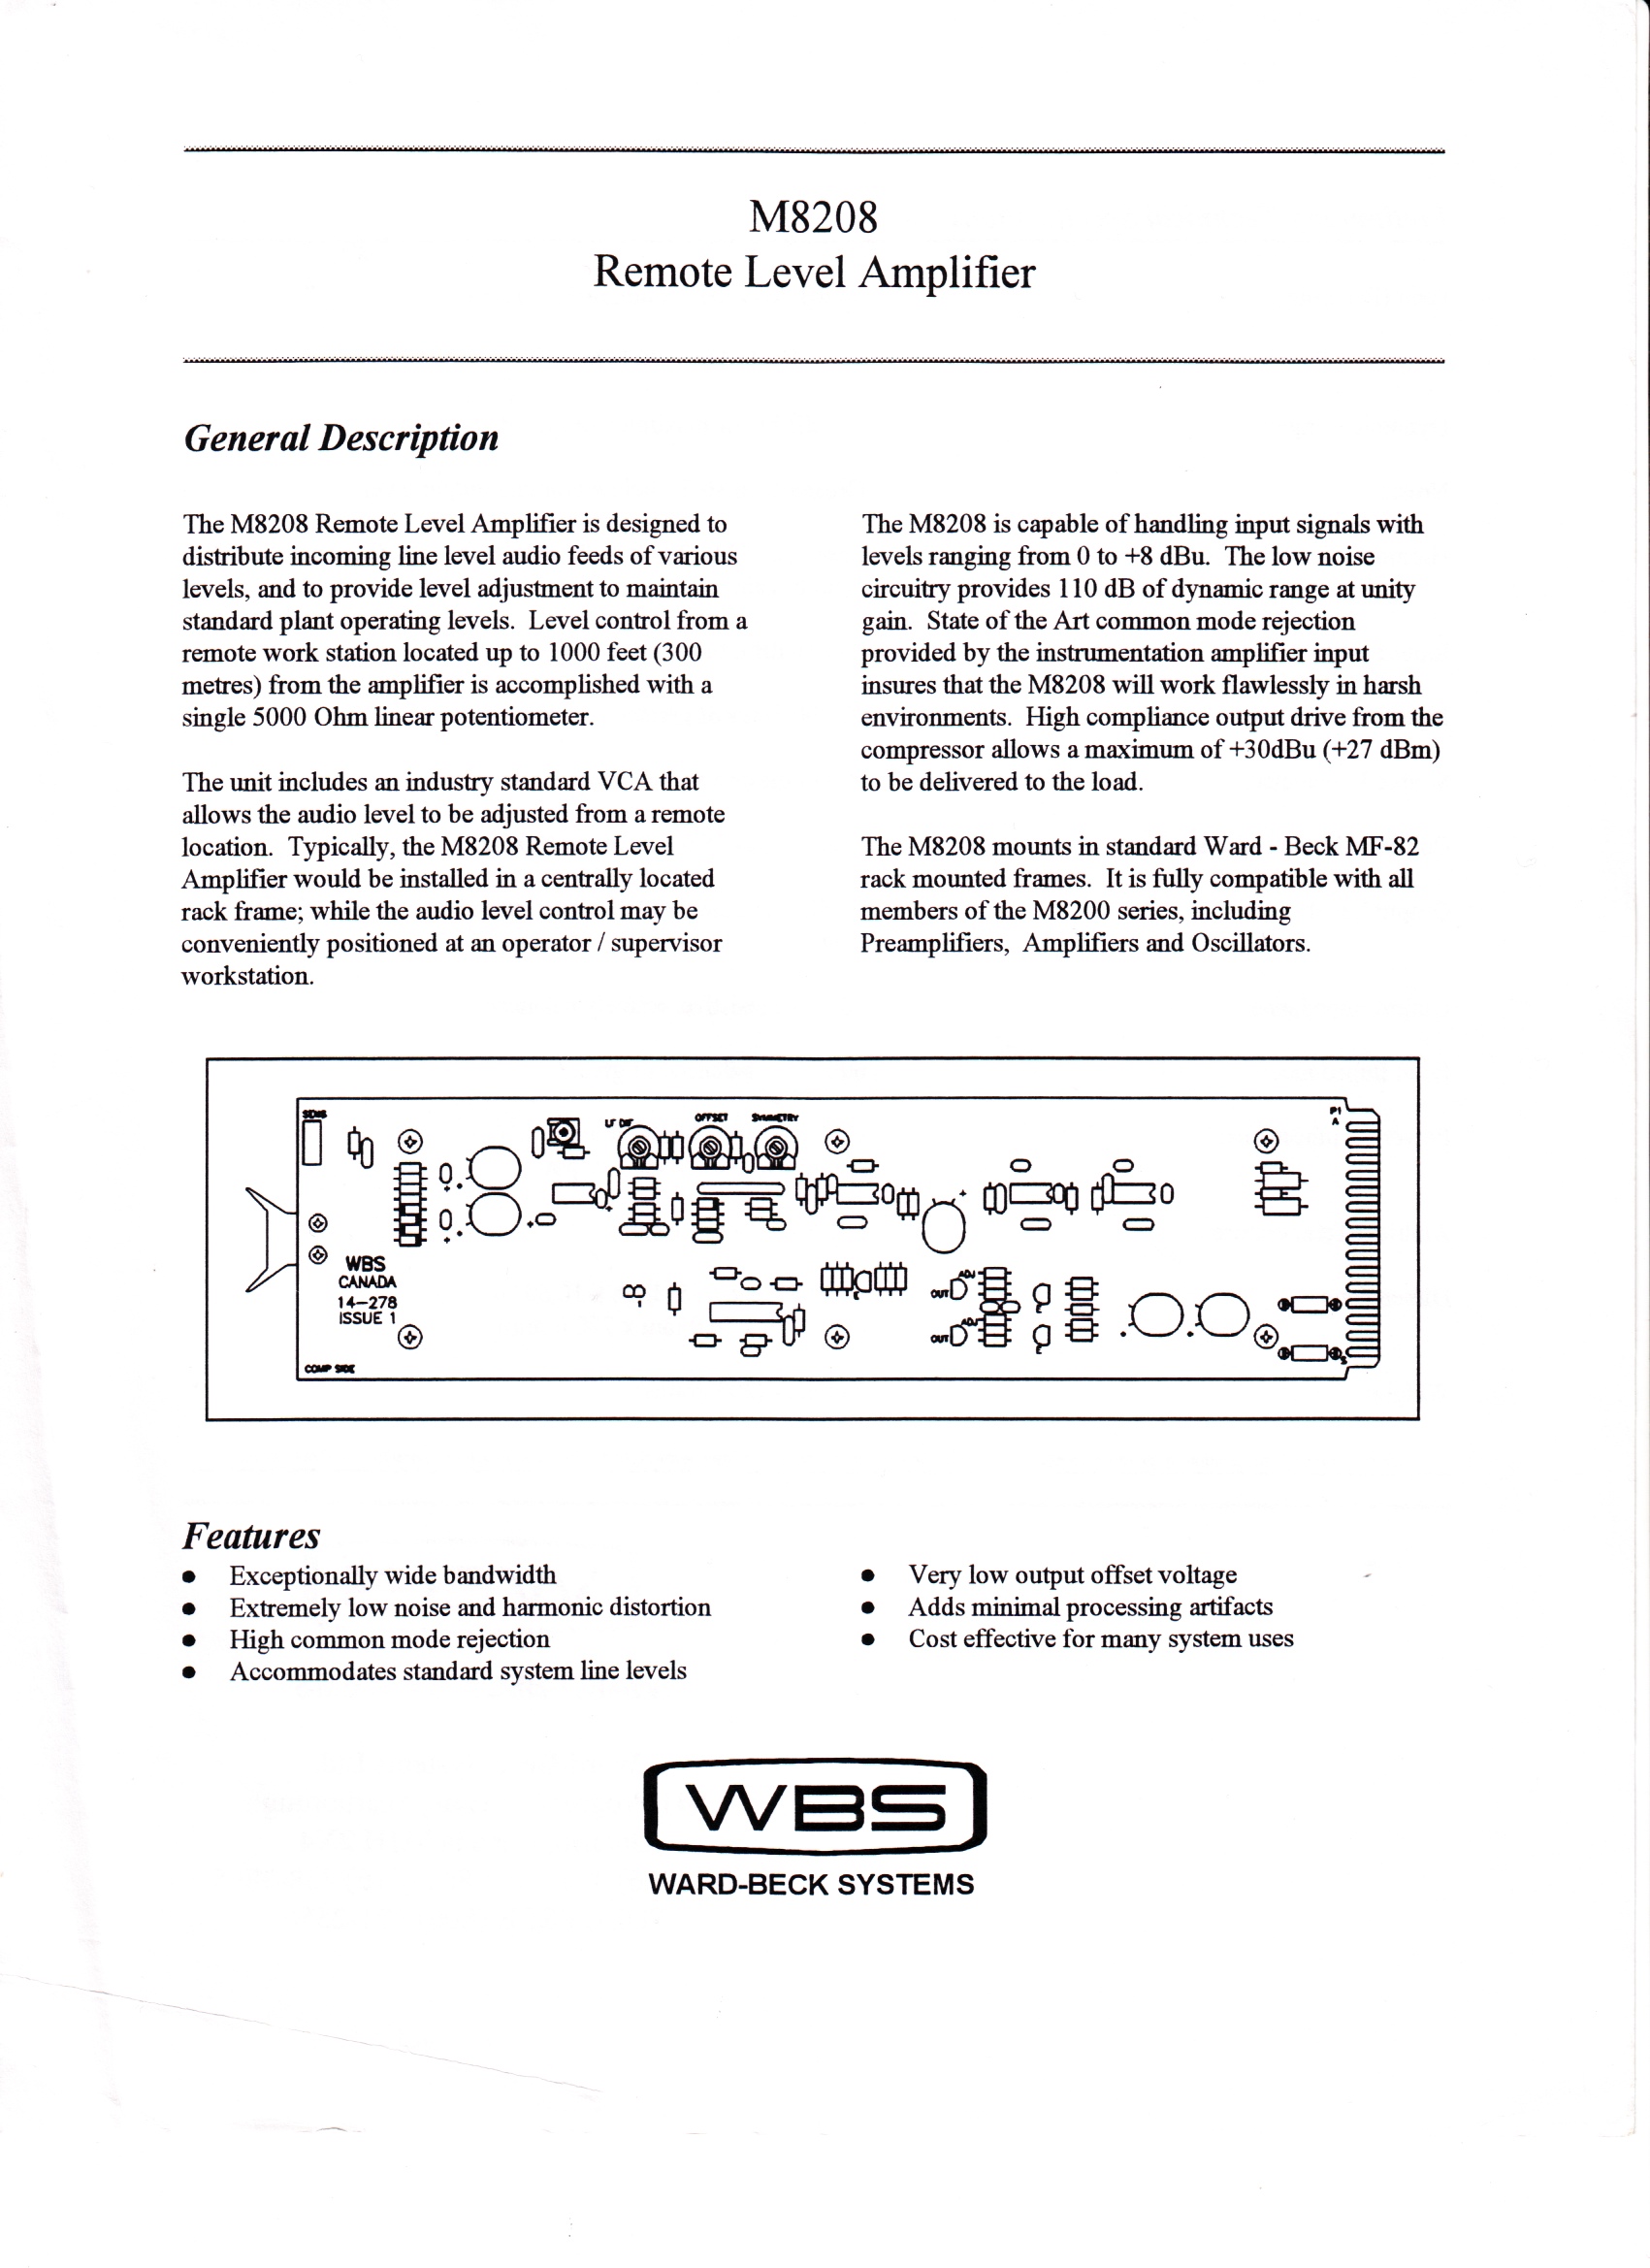 M8208
Remote Level Amplifier
General Description
The M8208 Remote Level Amplifier is designed to
distribute incoming line level audio feeds of various
levels, and to provide level adjustment to maintain
standard plant operating levels.  Level control from a
remote work station located up to 1000 feet (300
metres) from the amplifier is accomplished with a
single 5000 Ohm linear potentiometer.
The unit includes an industry standard VCA that
allows the audio level to be adjusted from a remote
location.  Typically, the M8208 Remote Level
Amplifier would be installed in a centrally located
rack frame; while the audio level control may be
conveniently positioned at an operator / supervisor
workstation.
The M8208 is capable of handling input signals with
levels ranging from 0 to +8 dBu.  The low noise
circuitry provides 110 dB of dynamic range at unity
gain.  State of the Art common mode rejection
provided by the instrumentation amplifier input
insures that the M8208 will work flawlessly in harsh
environments.  High compliance output drive from the
compressor allows a maximum of +30dBu (+27 dBm)
to be delivered to the load.
The M8208 mounts in standard Ward - Beck MF-82
rack mounted frames.  It is fully compatible with all
members of the M8200 series, including
Preamplifiers,  Amplifiers and Oscillators.
OFFSET
SYMMETRY
P1
A
WBS
CANADA
14-278
ISSUE 1
ADJ
OUT
ADJ
OUT
S
COMP SIDE
Features
● Exceptionally wide bandwidth
● Extremely low noise and harmonic distortion
● High common mode rejection
● Accommodates standard system line levels
● Very low output offset voltage
● Adds minimal processing artifacts
● Cost effective for many system uses
WBS
WARD-BECK SYSTEMS